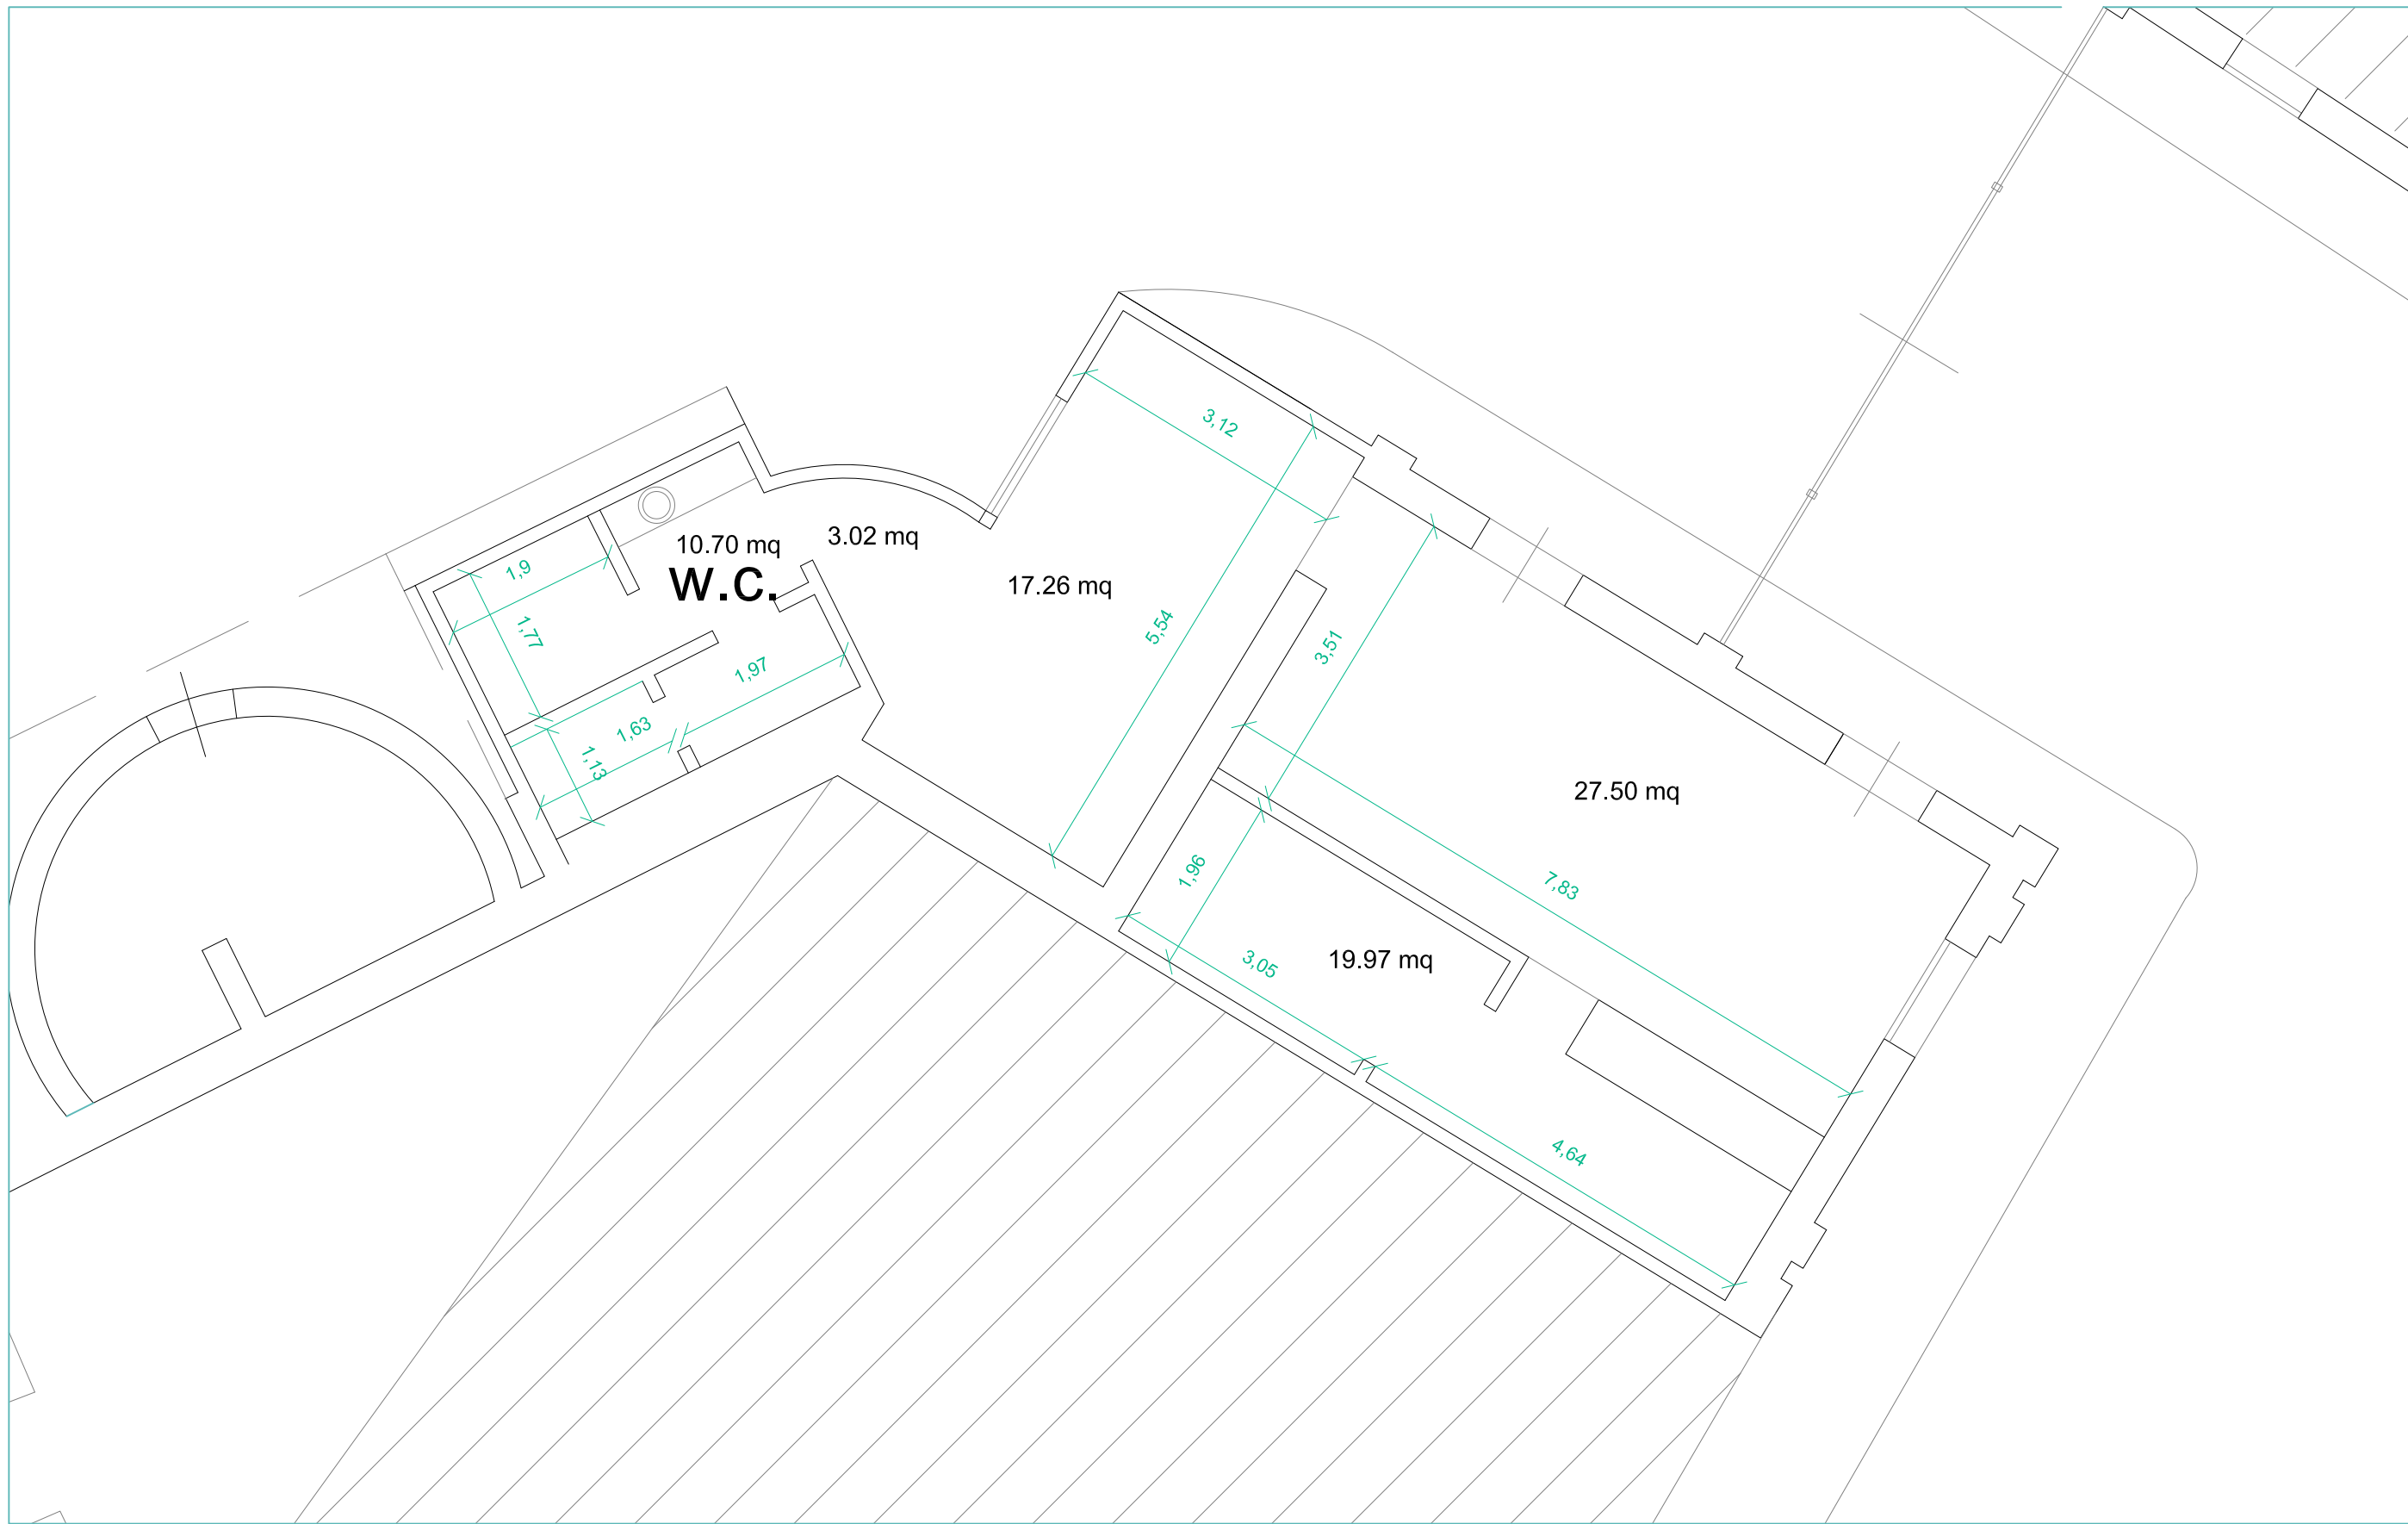 3,12
10.70 mq
3.02 mq
W.C.
1,9
17.26 mq
1,77
5,54
3,51
1,97
1,63
1,13
27.50 mq
1,96
7,83
3,05
19.97 mq
4,64